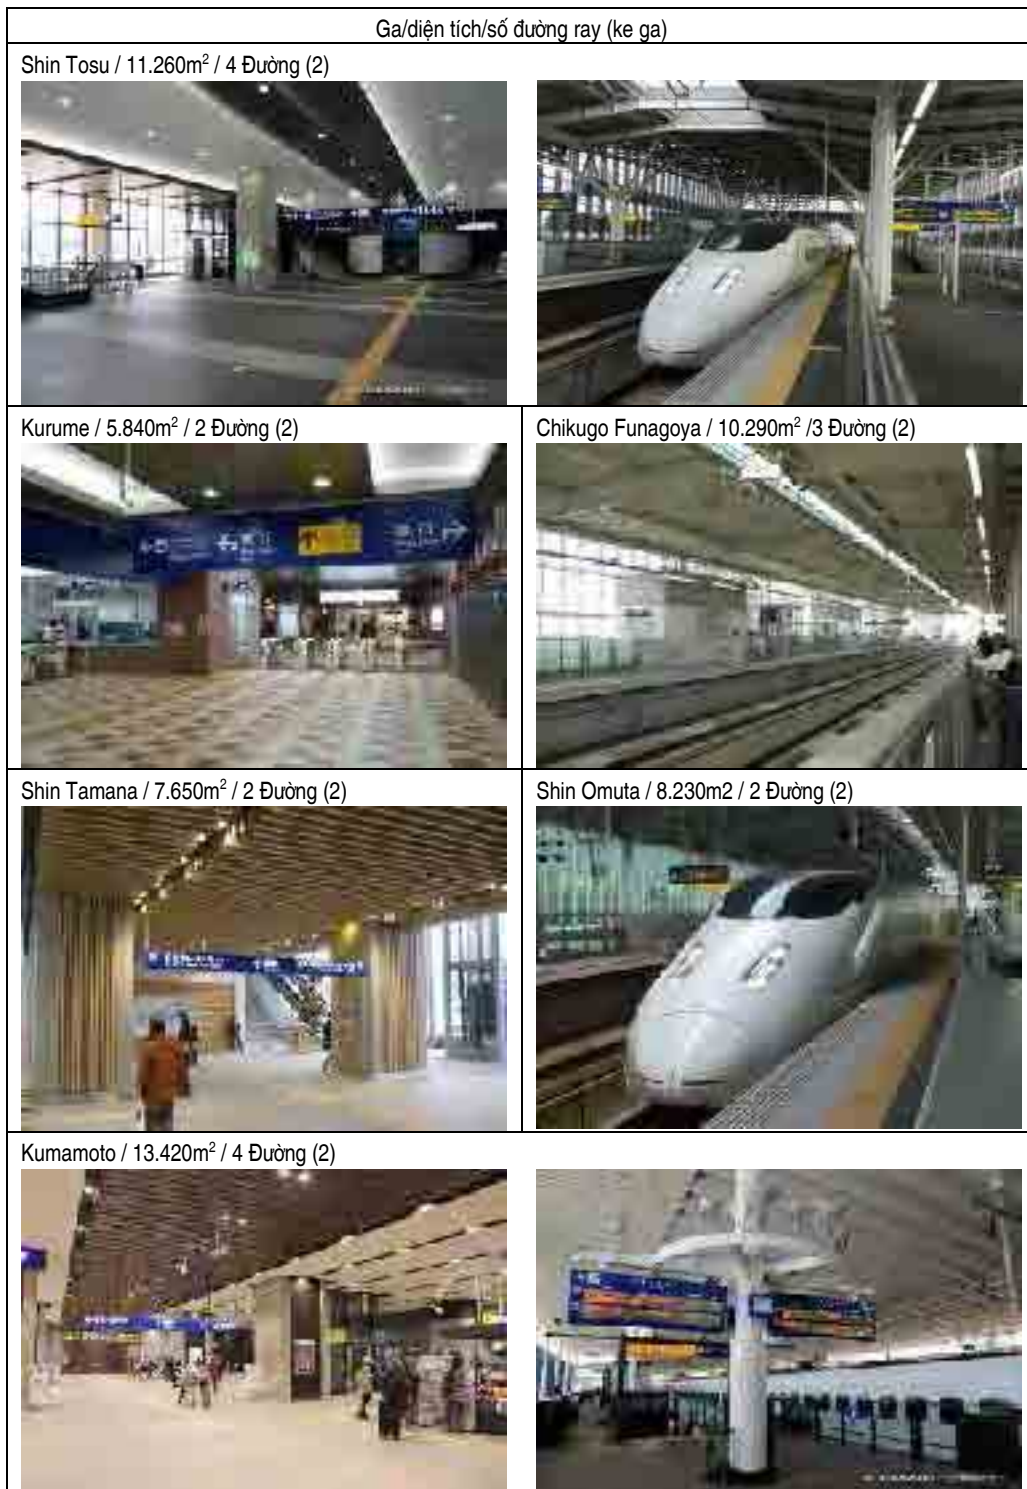 Ga/diện tích/số đường ray (ke ga)
Shin Tosu / 11.260m² / 4 Đường (2)
Kurume / 5.840m² / 2 Đường (2)
Chikugo Funagoya / 10.290m² /3 Đường (2)
Shin Tamana / 7.650m² / 2 Đường (2)
Shin Omuta / 8.230m2 / 2 Đường (2)
Kumamoto / 13.420m² / 4 Đường (2)